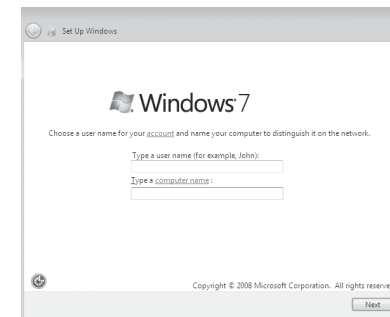 Set Up Windows
Windows 7
Choose a user name for your account and name your computer to distinguish it on the network.
Type a user name (for example, John):
Type a computer name :
Copyright © 2008 Microsoft Corporation. All rights reserve
Next